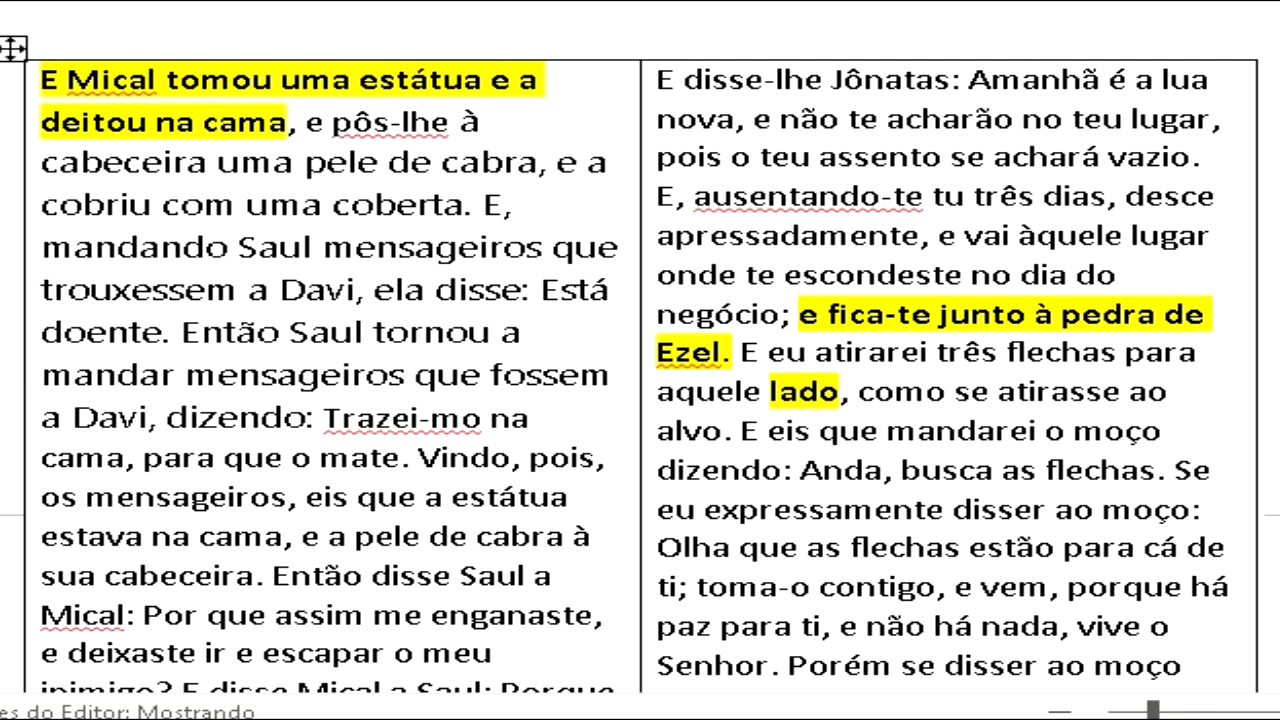 E Mical tomou uma estátua e a
deitou na cama, e pôs-lhe à
cabeceira uma pele de cabra, e a
cobriu com uma coberta. E,
mandando Saul mensageiros que
trouxessem a Davi, ela disse: Está
doente. Então Saul tornou a
mandar mensageiros que fossem
a Davi, dizendo: Trazei-mo na
cama, para que o mate. Vindo, pois,
os mensageiros, eis que a estátua
estava na cama, e a pele de cabra à
sua cabeceira. Então disse Saul a
Mical: Por que assim me enganaste,
e deixaste ir e escapar o meu
inimigo? E disse Mical a Saul: Porque
E disse-lhe Jônatas: Amanhã é a lua
nova, e não te acharão no teu lugar,
pois o teu assento se achará vazio.
E, ausentando-te tu três dias, desce
apressadamente, e vai àquele lugar
onde te escondeste no dia do
negócio; e fica-te junto à pedra de
Ezel. E eu atirarei três flechas para
aquele lado, como se atirasse ao
alvo. E eis que mandarei o moço
dizendo: Anda, busca as flechas. Se
eu expressamente disser ao moço:
Olha que as flechas estão para cá de
ti; toma-o contigo, e vem, porque há
paz para ti, e não há nada, vive o
Senhor. Porém se disser ao moço
es do Editor: Mostrando